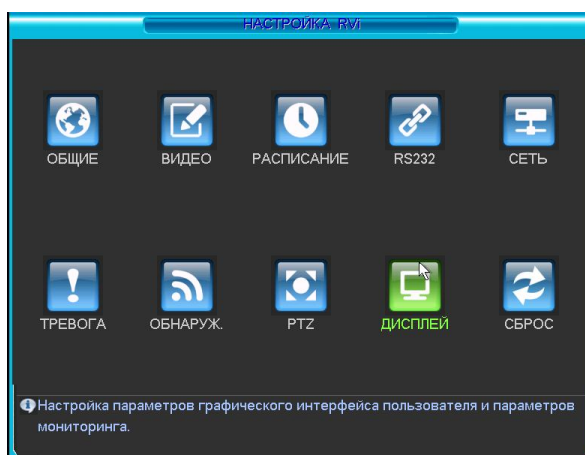 НАСТРОЙКА RVi
ОБЩИЕ
ВИДЕО
РАСПИСАНИЕ
RS232
СЕТЬ
ТРЕВОГА
ОБНАРУЖ.
PTZ
ДИСПЛЕЙ
СБРОС
Настройка параметров графического интерфейса пользователя и параметров
мониторинга.